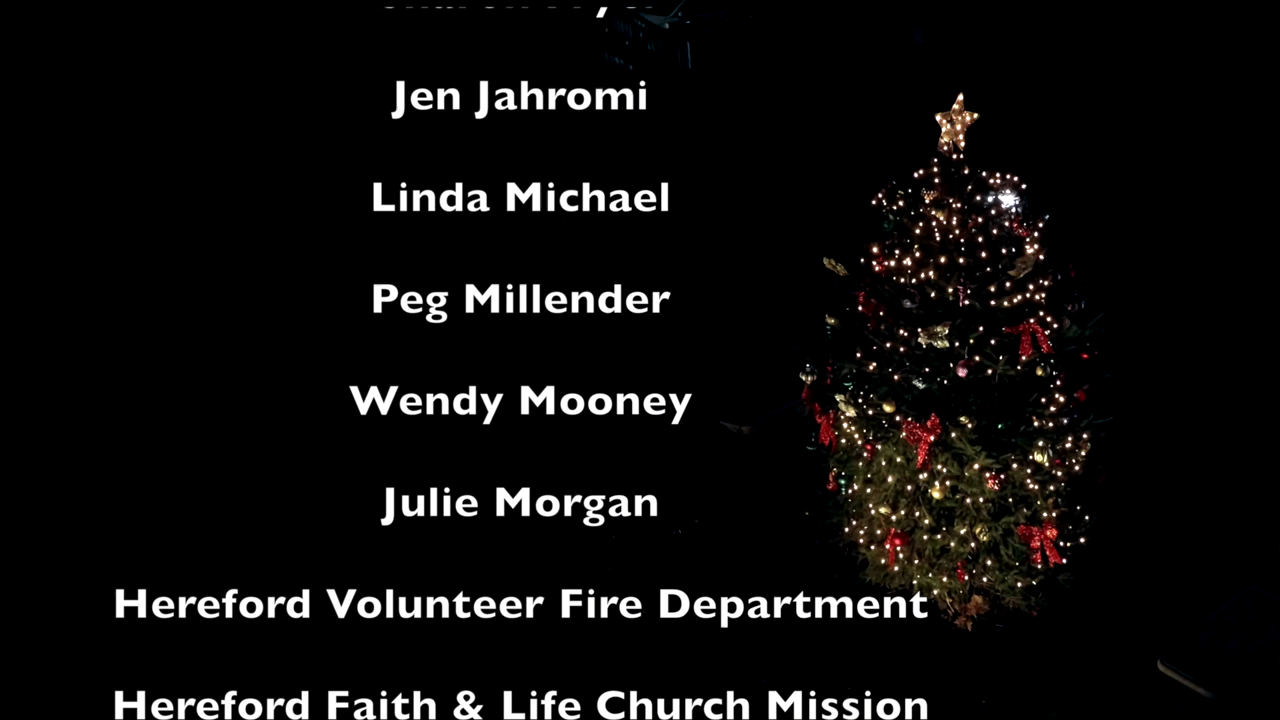 Jen Jahromi
Linda Michael
Peg Millender
Wendy Mooney
Julie Morgan
Hereford Volunteer Fire Department
Hereford Faith & Life Church Mission